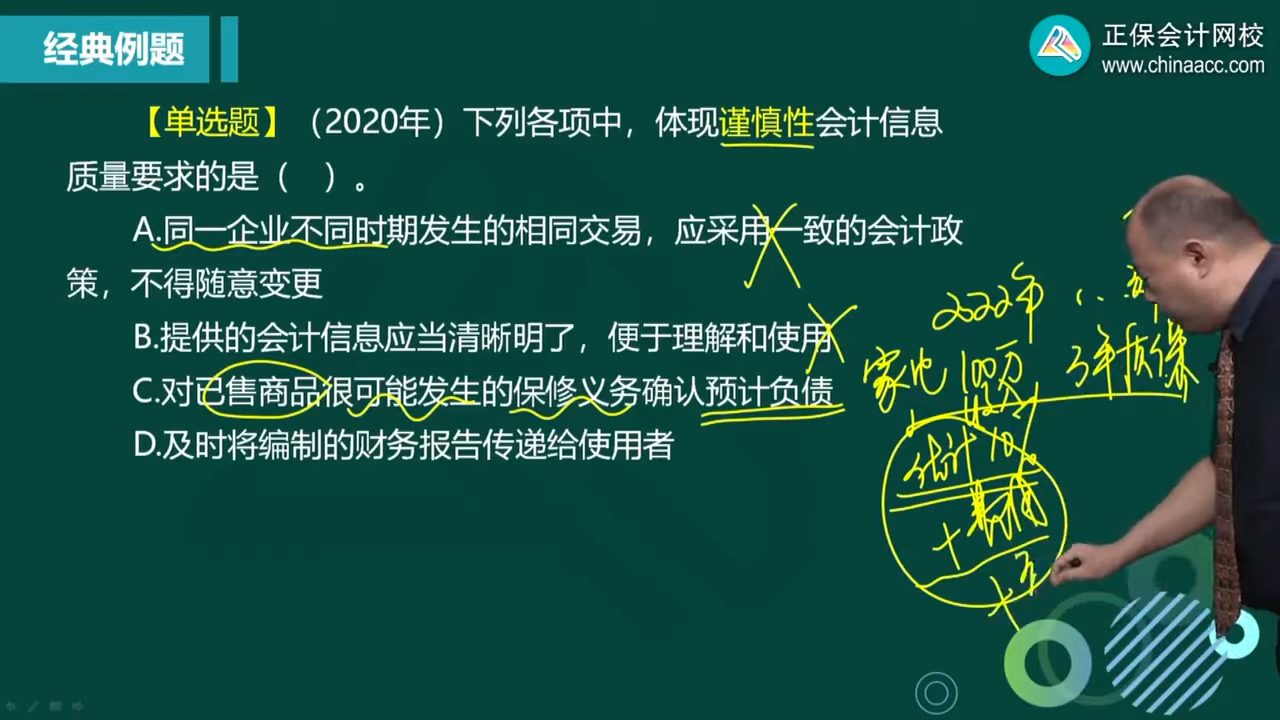 经典例题
正保会计网校
www.chinaacc.com
【单选题】（2020年）下列各项中，体现谨慎性会计信息
质量要求的是（　）。
A.同一企业不同时期发生的相同交易，应采用一致的会计政
策，不得随意变更
B.提供的会计信息应当清晰明了，便于理解和使用
C.对已售商品很可能发生的保修义务确认预计负债
D.及时将编制的财务报告传递给使用者
2022年
家电 100万 3年质保
估计 10%